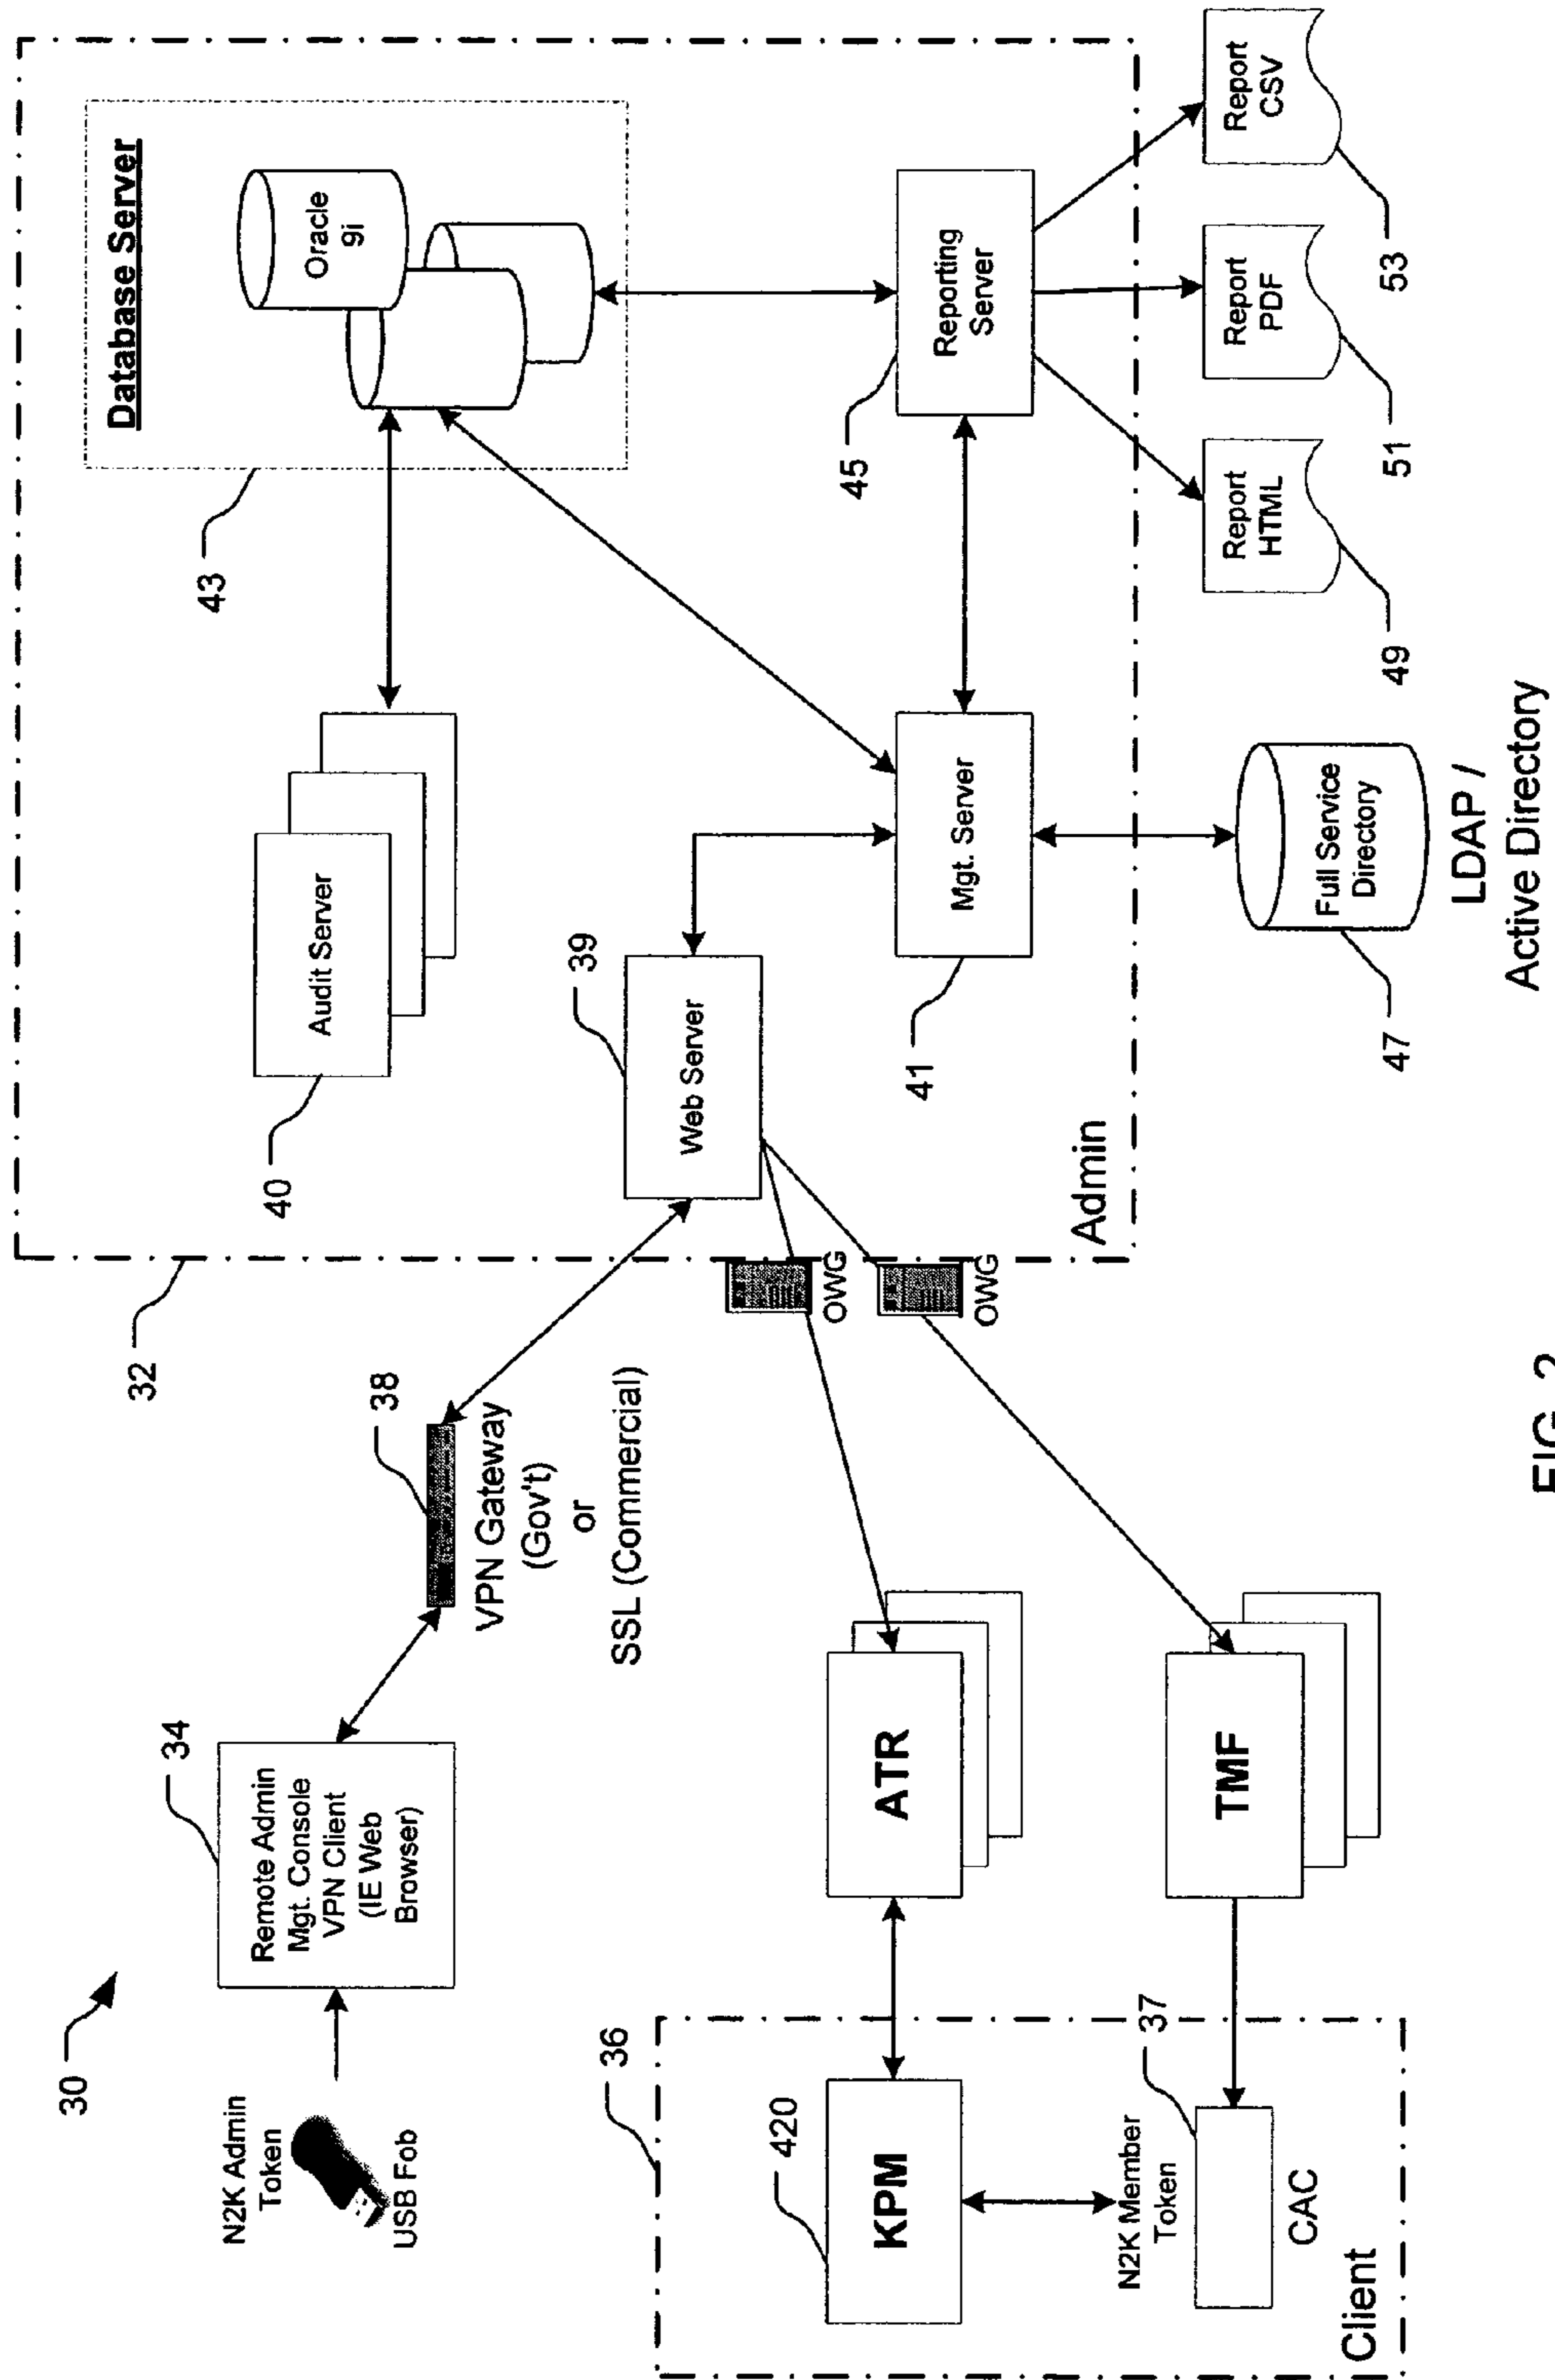 30
N2K Admin
Token
USB Fob
34
Remote Admin
Mgt. Console
VPN Client
(IE Web
Browser)
38
VPN Gateway
(Gov't)
or
SSL (Commercial)
32
40
Audit Server
43
Database Server
Oracle
9i
39
Web Server
OWG
OWG
Admin
41
Mgt. Server
45
Reporting
Server
36
420
KPM
ATR
N2K Member
Token
37
CAC
Client
TMF
47
Full Service
Directory
LDAP /
Active Directory
49
Report
HTML
51
Report
PDF
53
Report
CSV
FIG. 2